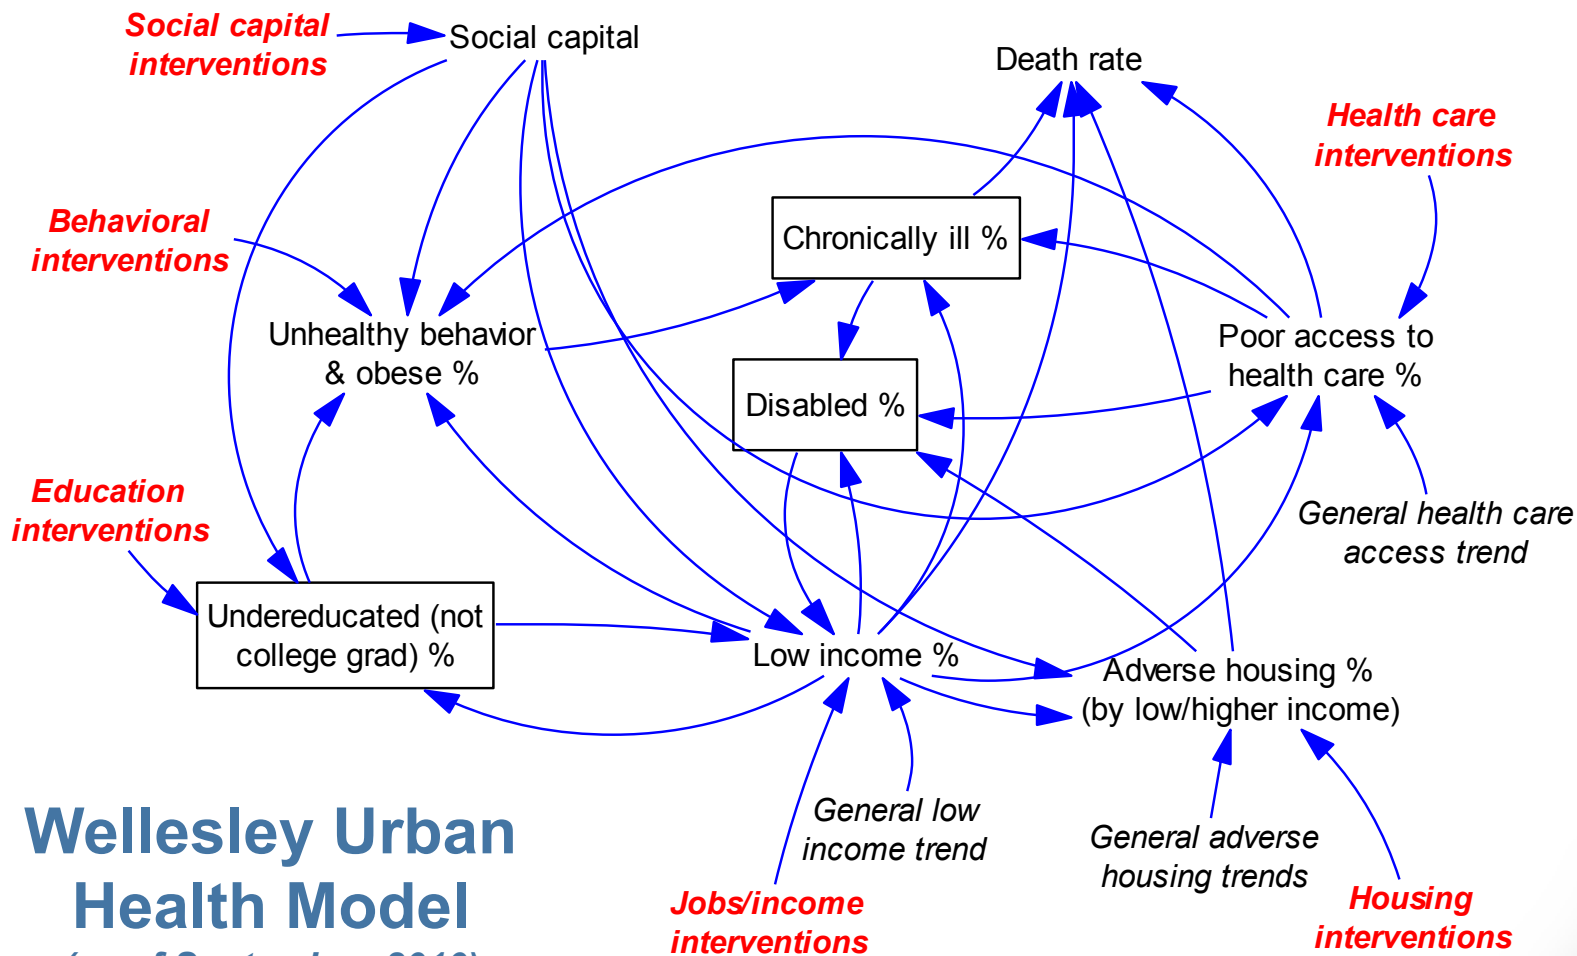 Social capital
interventions
Social capital
Death rate
Health care
interventions
Behavioral
interventions
Chronically ill %
Unhealthy behavior
& obese %
Poor access to
health care %
Disabled %
Education
interventions
General health care
access trend
Undereducated (not
college grad) %
Low income %
Adverse housing %
(by low/higher income)
General low
income trend
General adverse
housing trends
Jobs/income
interventions
Housing
interventions
Wellesley Urban
Health Model